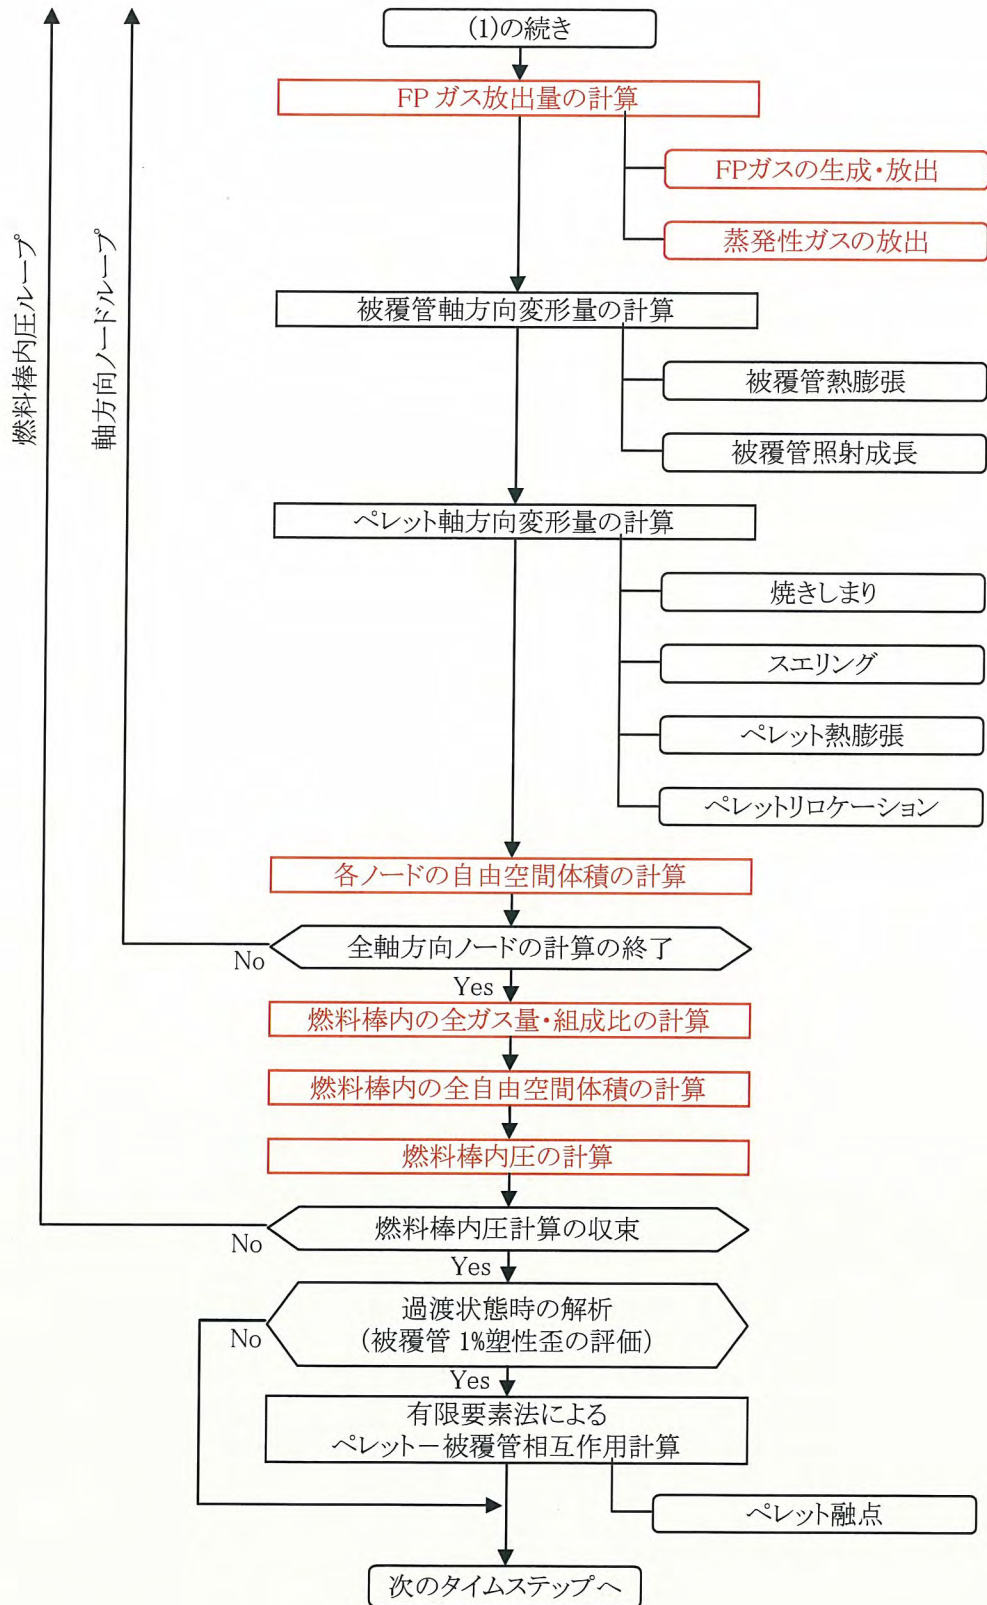 (1)の続き
FP ガス放出量の計算
FPガスの生成・放出
蒸発性ガスの放出
燃料棒内圧ループ
軸方向ノードループ
被覆管軸方向変形量の計算
被覆管熱膨張
被覆管照射成長
ペレット軸方向変形量の計算
焼きしまり
スエリング
ペレット熱膨張
ペレットリロケーション
各ノードの自由空間体積の計算
全軸方向ノードの計算の終了
No
Yes
燃料棒内の全ガス量・組成比の計算
燃料棒内の全自由空間体積の計算
燃料棒内圧の計算
燃料棒内圧計算の収束
No
Yes
過渡状態時の解析
(被覆管 1%塑性歪の評価)
No
Yes
有限要素法による
ペレット－被覆管相互作用計算
ペレット融点
次のタイムステップへ